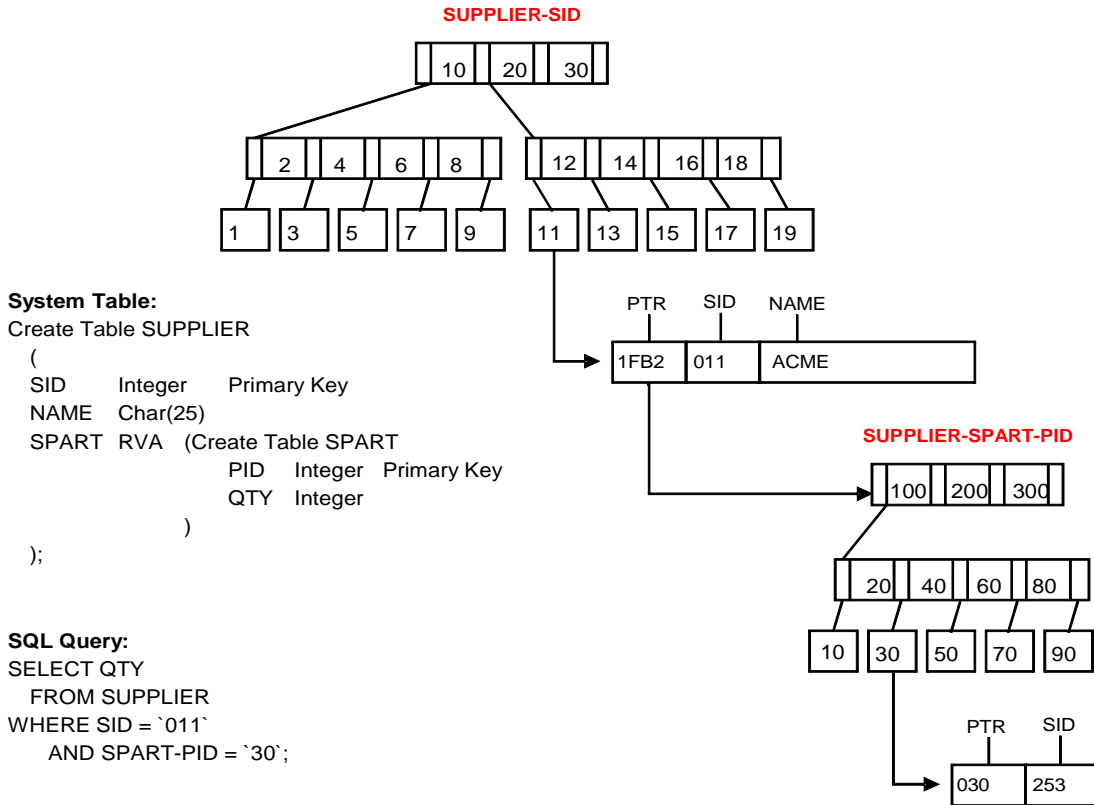 SUPPLIER-SID
10 20 30
2 4 6 8 12 14 16 18
1 3 5 7 9 11 13 15 17 19
System Table:
Create Table SUPPLIER
(
SID Integer Primary Key
NAME Char(25)
SPART RVA (Create Table SPART
PID Integer Primary Key
QTY Integer
)
);
PTR SID NAME
1FB2 011 ACME
SUPPLIER-SPART-PID
100 200 300
20 40 60 80
10 30 50 70 90
SQL Query:
SELECT QTY
FROM SUPPLIER
WHERE SID = `011`
AND SPART-PID = `30`;
PTR SID
030 253